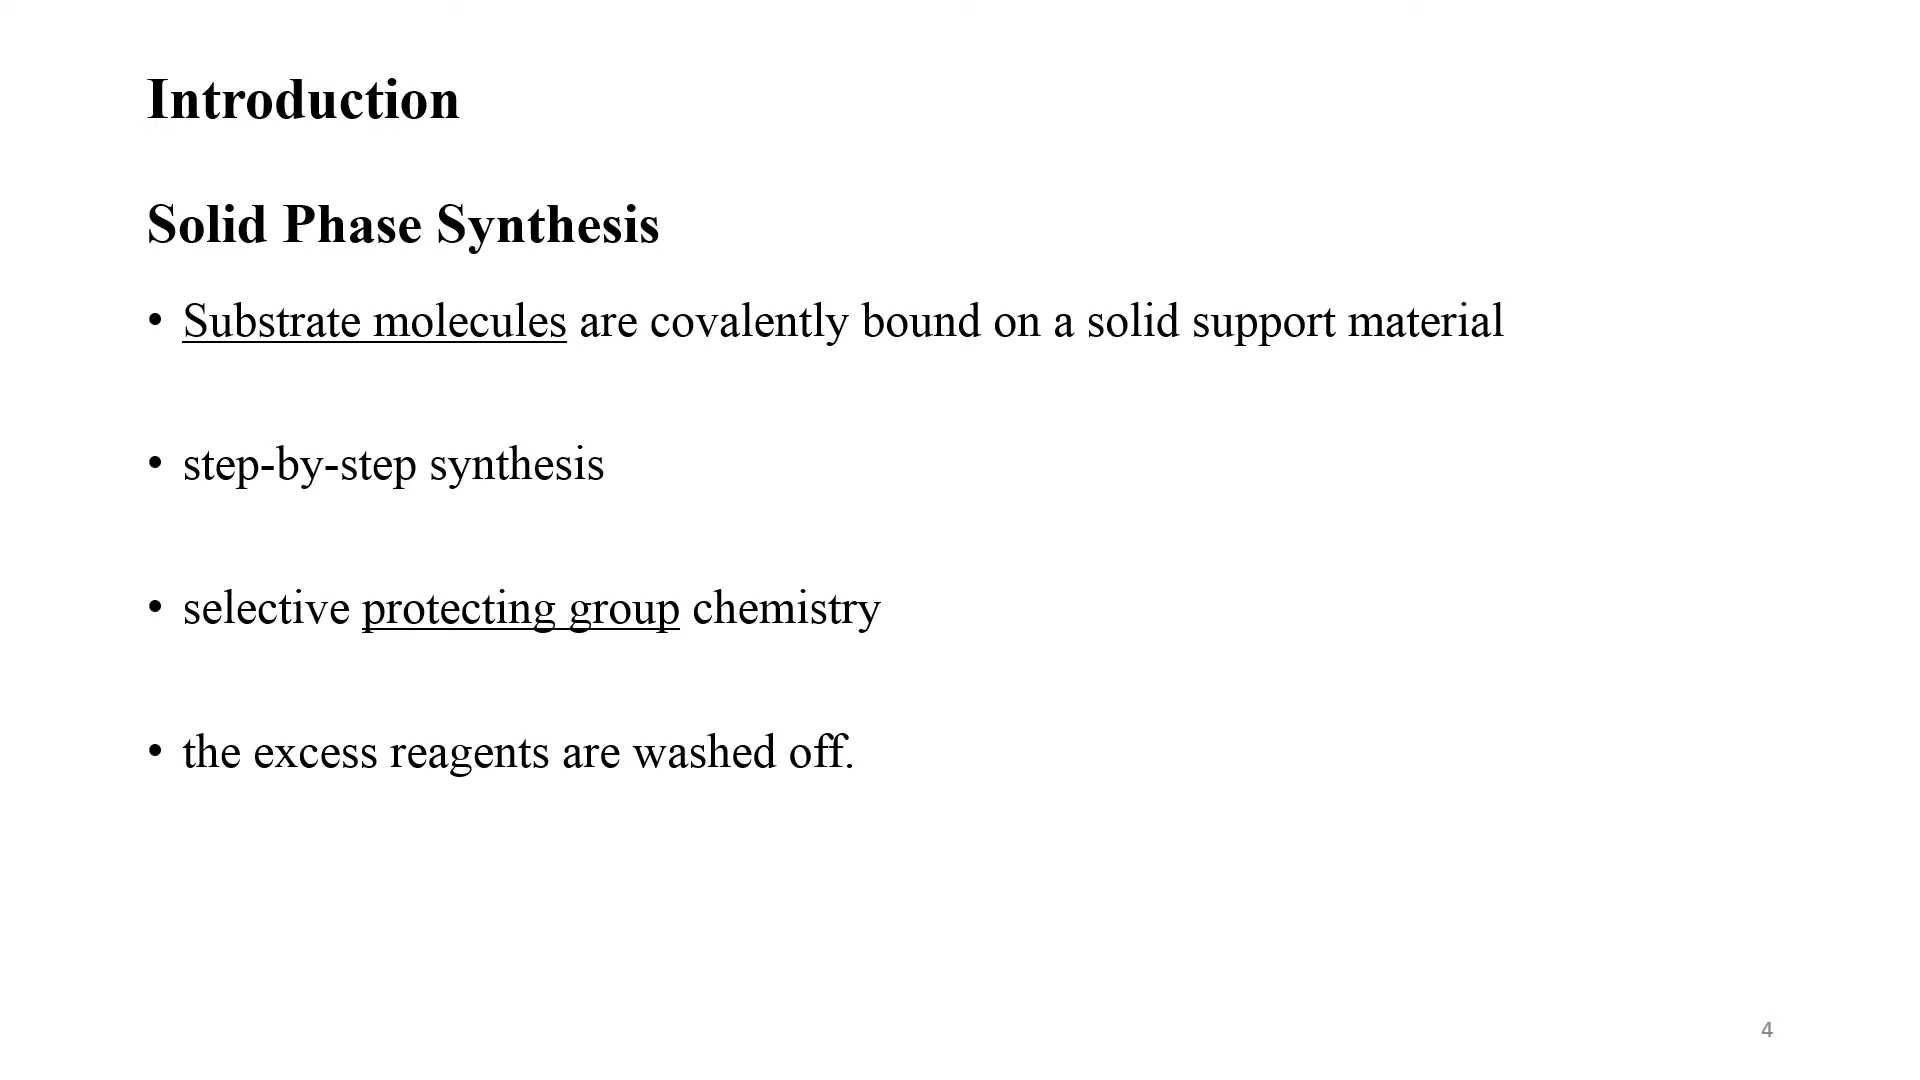 Introduction
Solid Phase Synthesis
• Substrate molecules are covalently bound on a solid support material
• step-by-step synthesis
• selective protecting group chemistry
• the excess reagents are washed off.
4